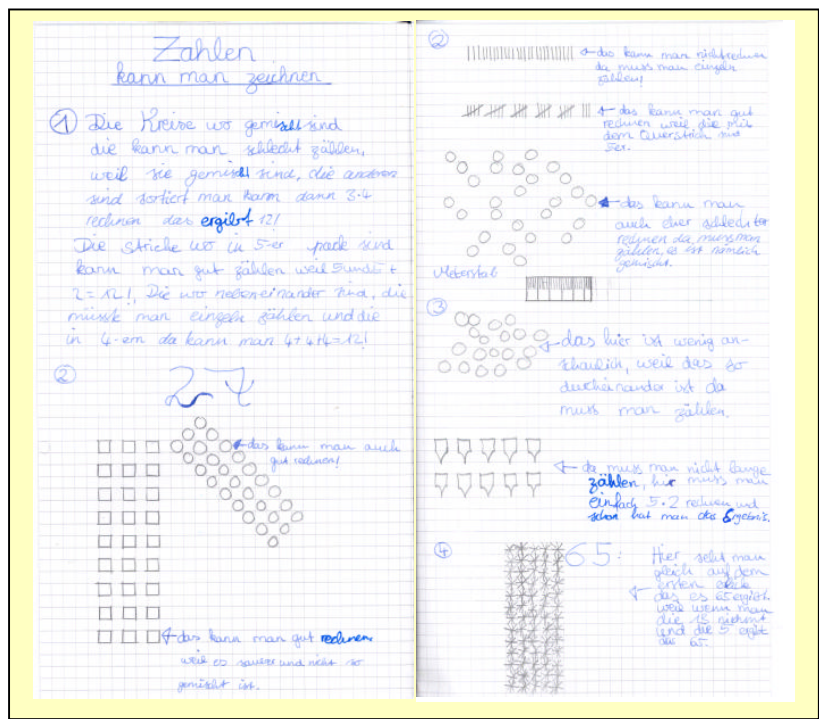 Zahlen
kann man zeichnen
① Die Kreise wo gemischt sind
die kann man schlecht zählen,
weil sie gemischt sind, die anderen
sind sortiert man kann dann 3·4
rechnen das ergibt 12!
Die striche wo in 5-er pack sind
kann man gut zählen weil 5 und 5 +
2 = 12!, Die wo nebeneinander sind, die
müsste man einzeln zählen und die
in 4-ern da kann man 4+4+4=12!
②
27
das kann man auch
gut rechnen!
das kann man gut rechnen
weil es sauber und nicht so
gemischt ist.
②
das kann man nicht rechnen
da muss man einzeln
zählen!
das kann man gut
rechnen weil die mit
dem Querstrich sind
5er.
das kann man
auch eher schlechter
rechnen da muss man
zählen, es ist nämlich
gemischt.
Meterstab
③
das hier ist wenig an-
schaulich, weil das so
durcheinander ist da
muss man zählen.
da muss man nicht lange
zählen, hir muss man
einfach 5·2 rechnen und
schon hat man das Ergebnis.
④
65:
Hier seht man
gleich auf dem
ersten
das es 65 ergibt
weil wenn man
die 13 nimmt
und die 5 ergibt
das 65.